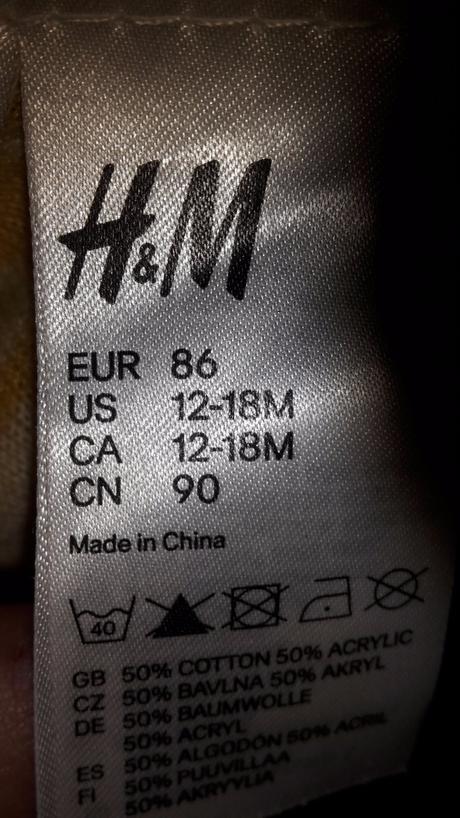 H&M
EUR 86
US 12-18M
CA 12-18M
CN 90
Made in China
40
GB 50% COTTON 50% ACRYLIC
CZ 50% BAVLNA 50% AKRYL
DE 50% BAUMWOLLE
50% ACRYL
ES 50% ALGODÓN 50% ACRIL
FI 50% PUUVILLAA
50% AKRYYLIA